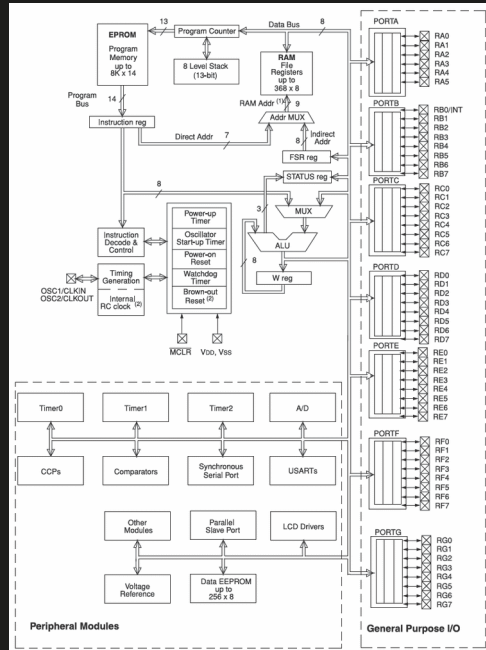 13
Data Bus
8
PORTA
EPROM
Program
Memory
up to
8K x 14
Program Counter
8 Level Stack
(13-bit)
RAM
File
Registers
up to
368 x 8
RA0
RA1
RA2
RA3
RA4
RA5
Program
Bus
14
RAM Addr (1)
9
PORTB
Addr MUX
Instruction reg
Direct Addr
7
8
Indirect
Addr
RB0/INT
RB1
RB2
RB3
RB4
RB5
RB6
RB7
FSR reg
STATUS reg
PORTC
8
3
MUX
RC0
RC1
RC2
RC3
RC4
RC5
RC6
RC7
Power-up
Timer
Instruction
Decode &
Control
Oscillator
Start-up Timer
ALU
Power-on
Reset
8
PORTD
OSC1/CLKIN
OSC2/CLKOUT
Timing
Generation
Internal
RC clock (2)
Watchdog
Timer
Brown-out
Reset (2)
W reg
RD0
RD1
RD2
RD3
RD4
RD5
RD6
RD7
MCLR
VDD, VSS
PORTE
RE0
RE1
RE2
RE3
RE4
RE5
RE6
RE7
Timer0
Timer1
Timer2
A/D
CCPs
Comparators
Synchronous
Serial Port
USARTs
PORTF
RF0
RF1
RF2
RF3
RF4
RF5
RF6
RF7
Other
Modules
Parallel
Slave Port
LCD Drivers
PORTG
Voltage
Reference
Data EEPROM
up to
256 x 8
RG0
RG1
RG2
RG3
RG4
RG5
RG6
RG7
Peripheral Modules
General Purpose I/O